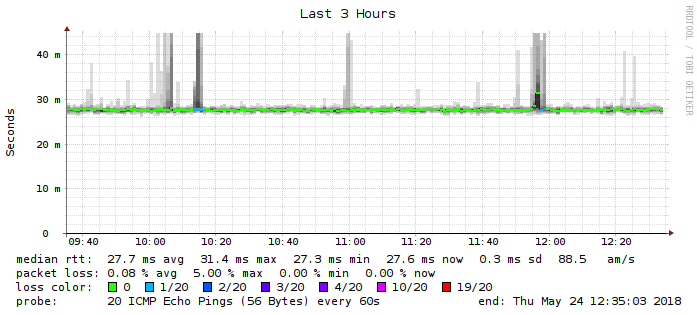 Last 3 Hours
RRDTOOL / TOBI OETIKER
Seconds
40 m
30 m
20 m
10 m
0
09:40 10:00 10:20 10:40 11:00 11:20 11:40 12:00 12:20
median rtt: 27.7 ms avg 31.4 ms max 27.3 ms min 27.6 ms now 0.3 ms sd 88.5 am/s
packet loss: 0.08 % avg 5.00 % max 0.00 % min 0.00 % now
loss color: 0 1/20 2/20 3/20 4/20 10/20 19/20
probe: 20 ICMP Echo Pings (56 Bytes) every 60s end: Thu May 24 12:35:03 2018